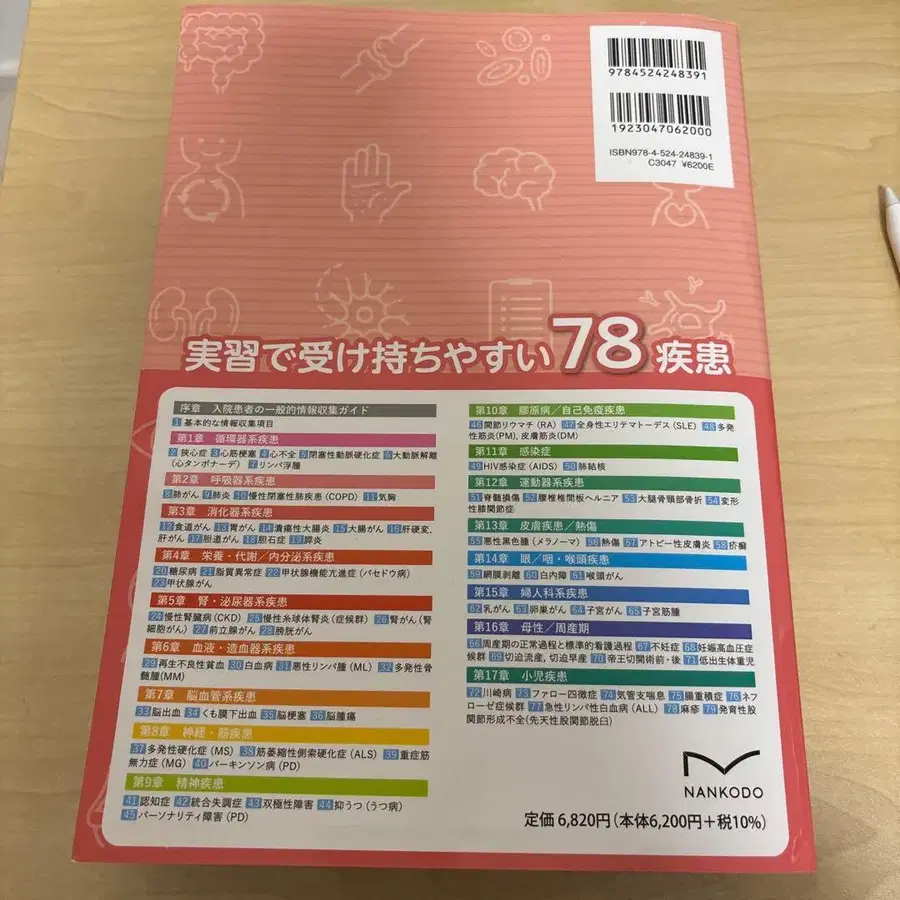 9784524248391
1923047062000
ISBN978-4-524-24839-1
C3047 ¥6200E
実習で受け持ちやすい78疾患
序章 入院患者の一般的情報収集ガイド
1 基本的な情報収集項目
第1章 循環器系疾患
2 狭心症 3 心筋梗塞 4 心不全 5 閉塞性動脈硬化症 6 大動脈解離
(心タンポナーデ) 7 リンパ浮腫
第2章 呼吸器系疾患
8 肺がん 9 肺炎 10 慢性閉塞性肺疾患 (COPD) 11 気胸
第3章 消化器系疾患
12 食道がん 13 胃がん 14 潰瘍性大腸炎 15 大腸がん 16 肝硬変,
肝がん 17 胆道がん 18 胆石症 19 膵炎
第4章 栄養・代謝/内分泌系疾患
20 糖尿病 21 脂質異常症 22 甲状腺機能亢進症 (バセドウ病)
23 甲状腺がん
第5章 腎・泌尿器系疾患
24 慢性腎臓病 (CKD) 25 慢性糸球体腎炎 (症候群) 26 腎がん (腎
細胞がん) 27 前立腺がん 28 膀胱がん
第6章 血液・造血器系疾患
29 再生不良性貧血 30 白血病 31 悪性リンパ腫 (ML) 32 多発性骨
髄腫(MM)
第7章 脳血管系疾患
33 脳出血 34 くも膜下出血 35 脳梗塞 36 脳腫瘍
第8章 神経・筋疾患
37 多発性硬化症 (MS) 38 筋萎縮性側索硬化症 (ALS) 39 重症筋
無力症 (MG) 40 パーキンソン病 (PD)
第9章 精神疾患
41 認知症 42 統合失調症 43 双極性障害 44 抑うつ (うつ病)
45 パーソナリティ障害 (PD)
第10章 膠原病/自己免疫疾患
46 関節リウマチ (RA) 47 全身性エリテマトーデス (SLE) 48 多発
性筋炎(PM), 皮膚筋炎(DM)
第11章 感染症
49 HIV感染症 (AIDS) 50 肺結核
第12章 運動器系疾患
51 脊髄損傷 52 腰椎椎間板ヘルニア 53 大腿骨頸部骨折 54 変形
性膝関節症
第13章 皮膚疾患/熱傷
55 悪性黒色腫 (メラノーマ) 56 熱傷 57 アトピー性皮膚炎 58 疥癬
第14章 眼/咽・喉頭疾患
59 網膜剥離 60 白内障 61 喉頭がん
第15章 婦人科系疾患
62 乳がん 63 卵巣がん 64 子宮がん 65 子宮筋腫
第16章 母性/周産期
66 周産期の正常過程と標準的看護過程 67 不妊症 68 妊娠高血圧症
候群 69 切迫流産, 切迫早産 70 帝王切開術前・後 71 低出生体重児
第17章 小児疾患
72 川崎病 73 ファロー四徴症 74 気管支喘息 75 腸重積症 76 ネフ
ローゼ症候群 77 急性リンパ性白血病 (ALL) 78 麻疹 79 発育性股
関節形成不全(先天性股関節脱臼)
NANKODO
定価 6,820円(本体6,200円+税10%)